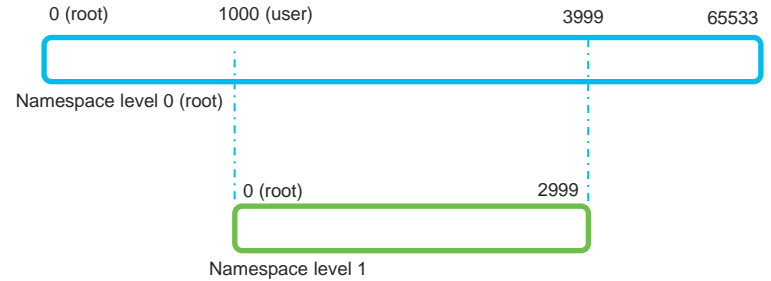 0 (root) 1000 (user) 3999 65533
Namespace level 0 (root)
0 (root) 2999
Namespace level 1